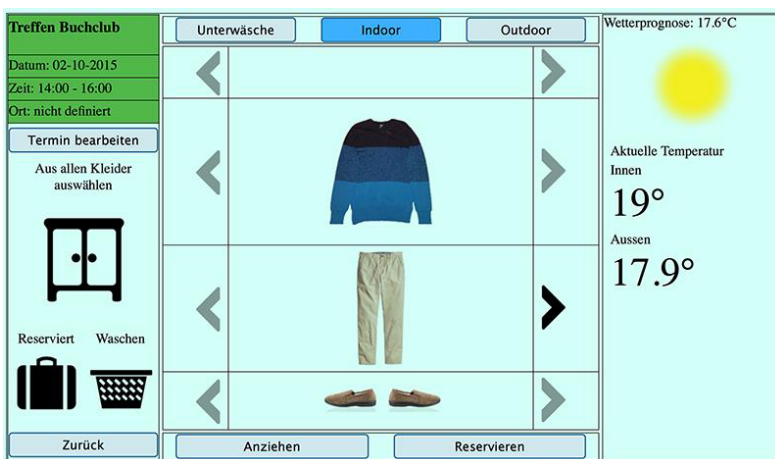 Treffen Buchclub
Datum: 02-10-2015
Zeit: 14:00 - 16:00
Ort: nicht definiert
Termin bearbeiten
Aus allen Kleider
auswählen
Reserviert
Waschen
Zurück
Unterwäsche
Indoor
Outdoor
Anziehen
Reservieren
Wetterprognose: 17.6°C
Aktuelle Temperatur
Innen
19°
Aussen
17.9°